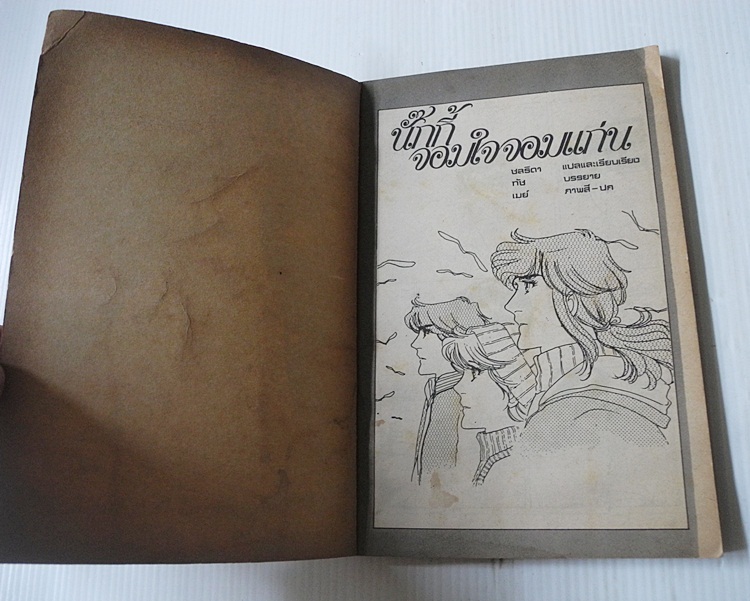 นั๊กกี้
จอมใจจอมแก่น
ชลธิดา แปลและเรียบเรียง
ทัช บรรยาย
เมย์ ภาพสี-ปก